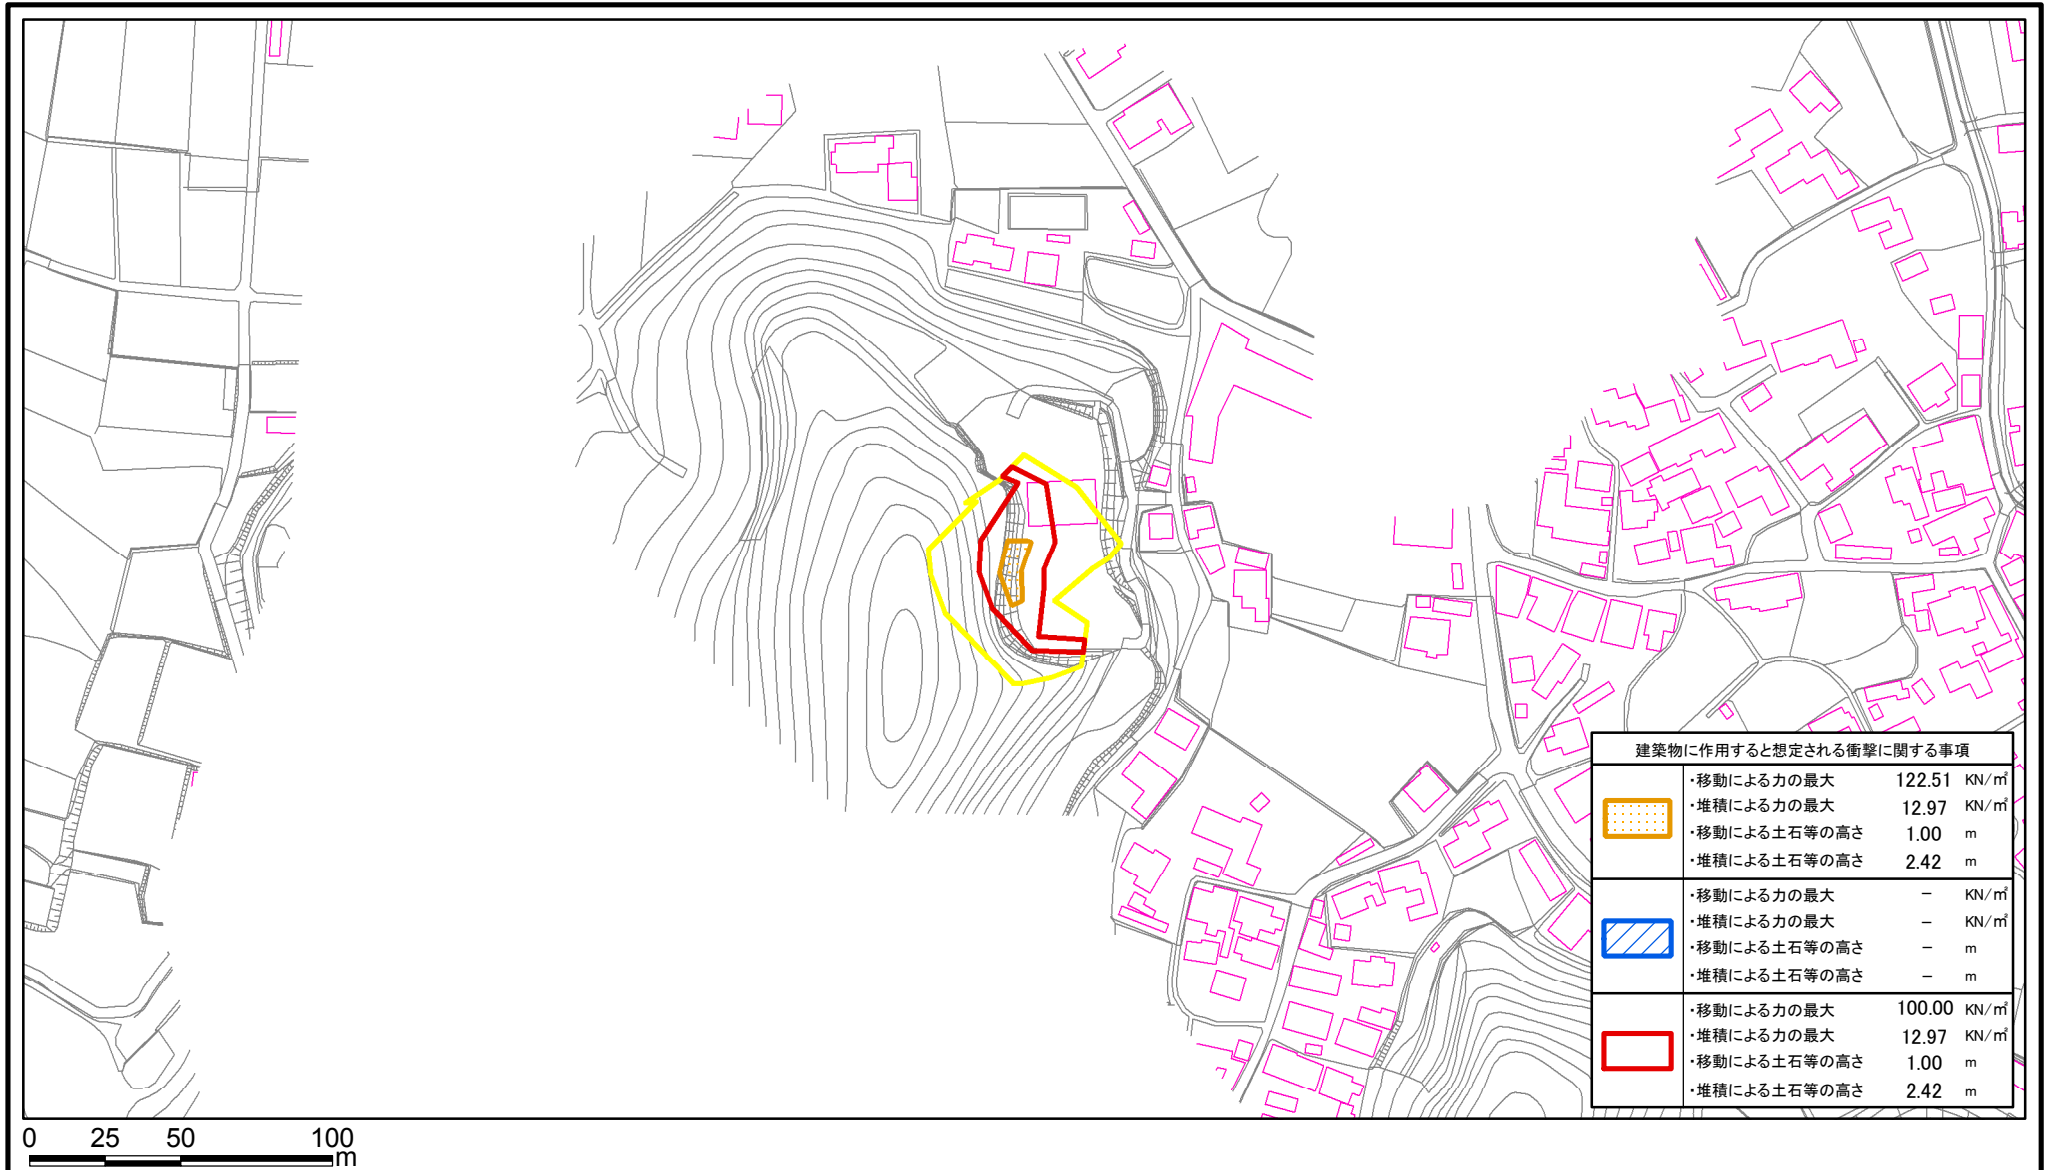 建築物に作用すると想定される衝撃に関する事項
・移動による力の最大 122.51 KN/㎡
・堆積による力の最大 12.97 KN/㎡
・移動による土石等の高さ 1.00 m
・堆積による土石等の高さ 2.42 m
・移動による力の最大 − KN/㎡
・堆積による力の最大 − KN/㎡
・移動による土石等の高さ − m
・堆積による土石等の高さ − m
・移動による力の最大 100.00 KN/㎡
・堆積による力の最大 12.97 KN/㎡
・移動による土石等の高さ 1.00 m
・堆積による土石等の高さ 2.42 m
0 25 50 100
m